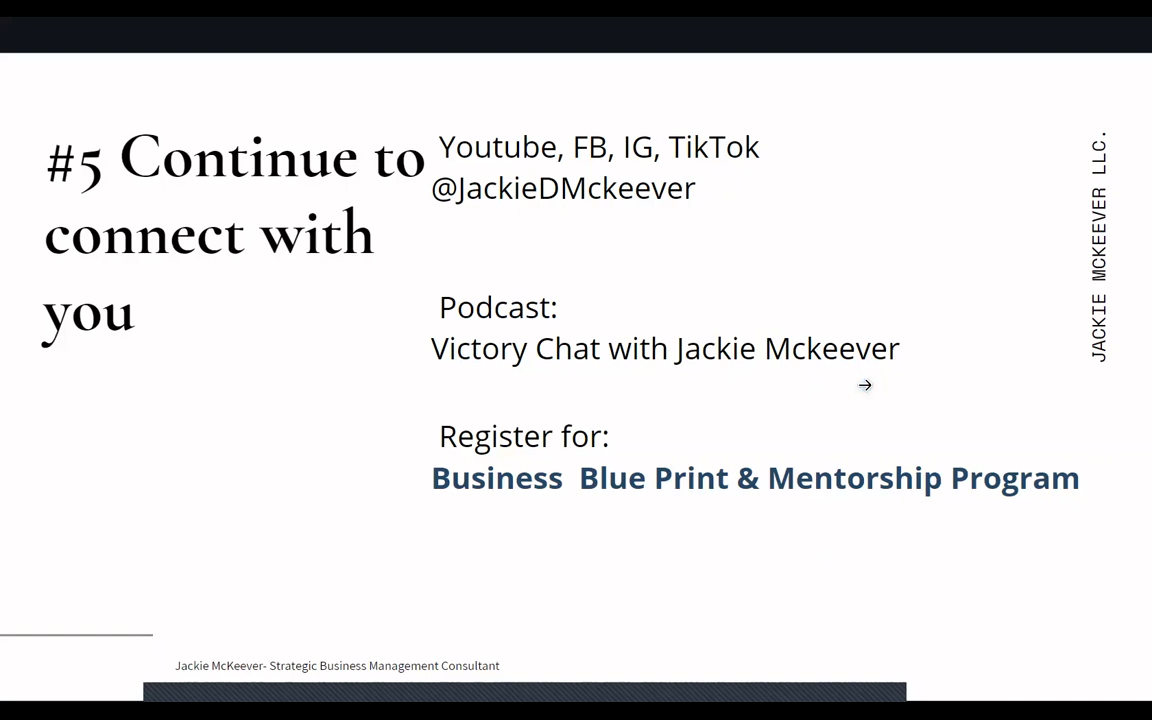 #5 Continue to
connect with
you
Youtube, FB, IG, TikTok
@JackieDMckeever
Podcast:
Victory Chat with Jackie Mckeever
Register for:
Business  Blue Print & Mentorship Program
JACKIE MCKEEVER LLC.
Jackie McKeever- Strategic Business Management Consultant